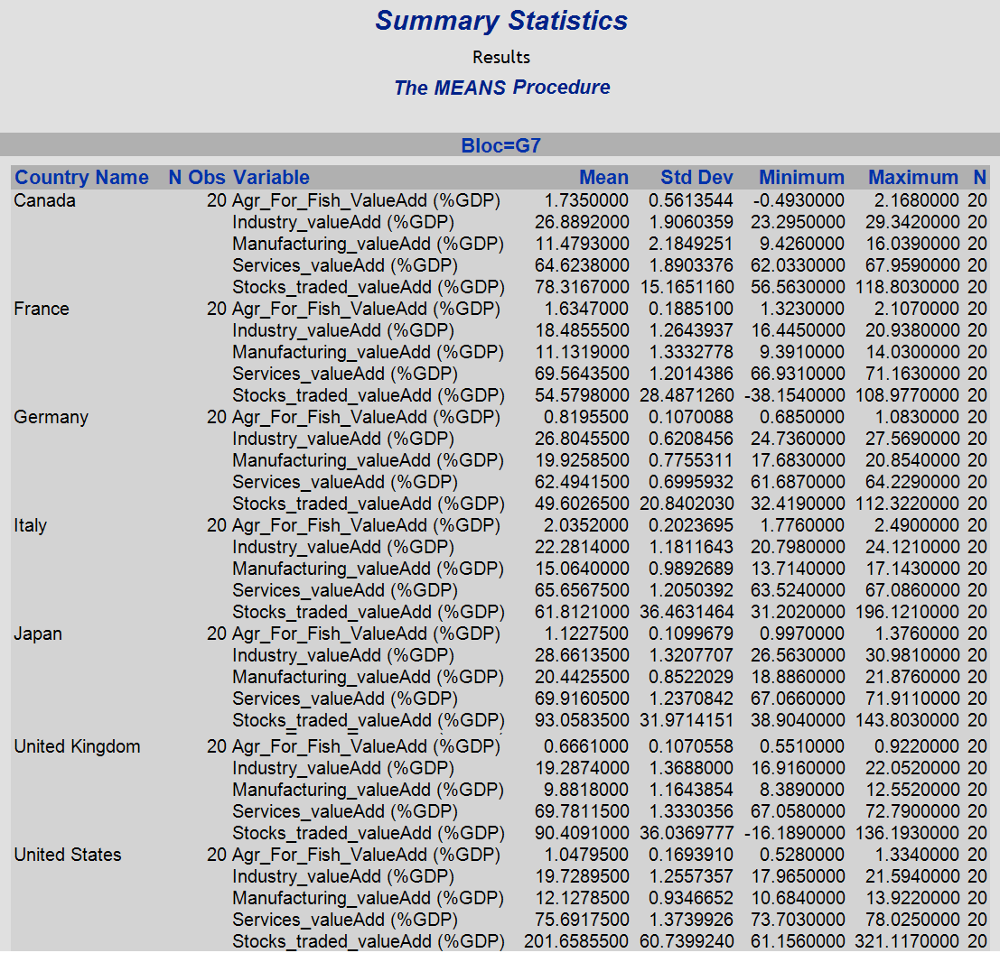 Summary Statistics
Results
The MEANS Procedure
Bloc=G7
Country Name N Obs Variable Mean Std Dev Minimum Maximum N
Canada 20 Agr_For_Fish_ValueAdd (%GDP) 1.7350000 0.5613544 -0.4930000 2.1680000 20
Industry_valueAdd (%GDP) 26.8892000 1.9060359 23.2950000 29.3420000 20
Manufacturing_valueAdd (%GDP) 11.4793000 2.1849251 9.4260000 16.0390000 20
Services_valueAdd (%GDP) 64.6238000 1.8903376 62.0330000 67.9590000 20
Stocks_traded_valueAdd (%GDP) 78.3167000 15.1651160 56.5630000 118.8030000 20
France 20 Agr_For_Fish_ValueAdd (%GDP) 1.6347000 0.1885100 1.3230000 2.1070000 20
Industry_valueAdd (%GDP) 18.4855500 1.2643937 16.4450000 20.9380000 20
Manufacturing_valueAdd (%GDP) 11.1319000 1.3332778 9.3910000 14.0300000 20
Services_valueAdd (%GDP) 69.5643500 1.2014386 66.9310000 71.1630000 20
Stocks_traded_valueAdd (%GDP) 54.5798000 28.4871260 -38.1540000 108.9770000 20
Germany 20 Agr_For_Fish_ValueAdd (%GDP) 0.8195500 0.1070088 0.6850000 1.0830000 20
Industry_valueAdd (%GDP) 26.8045500 0.6208456 24.7360000 27.5690000 20
Manufacturing_valueAdd (%GDP) 19.9258500 0.7755311 17.6830000 20.8540000 20
Services_valueAdd (%GDP) 62.4941500 0.6995932 61.6870000 64.2290000 20
Stocks_traded_valueAdd (%GDP) 49.6026500 20.8402030 32.4190000 112.3220000 20
Italy 20 Agr_For_Fish_ValueAdd (%GDP) 2.0352000 0.2023695 1.7760000 2.4900000 20
Industry_valueAdd (%GDP) 22.2814000 1.1811643 20.7980000 24.1210000 20
Manufacturing_valueAdd (%GDP) 15.0640000 0.9892689 13.7140000 17.1430000 20
Services_valueAdd (%GDP) 65.6567500 1.2050392 63.5240000 67.0860000 20
Stocks_traded_valueAdd (%GDP) 61.8121000 36.4631464 31.2020000 196.1210000 20
Japan 20 Agr_For_Fish_ValueAdd (%GDP) 1.1227500 0.1099679 0.9970000 1.3760000 20
Industry_valueAdd (%GDP) 28.6613500 1.3207707 26.5630000 30.9810000 20
Manufacturing_valueAdd (%GDP) 20.4425500 0.8522029 18.8860000 21.8760000 20
Services_valueAdd (%GDP) 69.9160500 1.2370842 67.0660000 71.9110000 20
Stocks_traded_valueAdd (%GDP) 93.0583500 31.9714151 38.9040000 143.8030000 20
United Kingdom 20 Agr_For_Fish_ValueAdd (%GDP) 0.6661000 0.1070558 0.5510000 0.9220000 20
Industry_valueAdd (%GDP) 19.2874000 1.3688000 16.9160000 22.0520000 20
Manufacturing_valueAdd (%GDP) 9.8818000 1.1643854 8.3890000 12.5520000 20
Services_valueAdd (%GDP) 69.7811500 1.3330356 67.0580000 72.7900000 20
Stocks_traded_valueAdd (%GDP) 90.4091000 36.0369777 -16.1890000 136.1930000 20
United States 20 Agr_For_Fish_ValueAdd (%GDP) 1.0479500 0.1693910 0.5280000 1.3340000 20
Industry_valueAdd (%GDP) 19.7289500 1.2557357 17.9650000 21.5940000 20
Manufacturing_valueAdd (%GDP) 12.1278500 0.9346652 10.6840000 13.9220000 20
Services_valueAdd (%GDP) 75.6917500 1.3739926 73.7030000 78.0250000 20
Stocks_traded_valueAdd (%GDP) 201.6585500 60.7399240 61.1560000 321.1170000 20